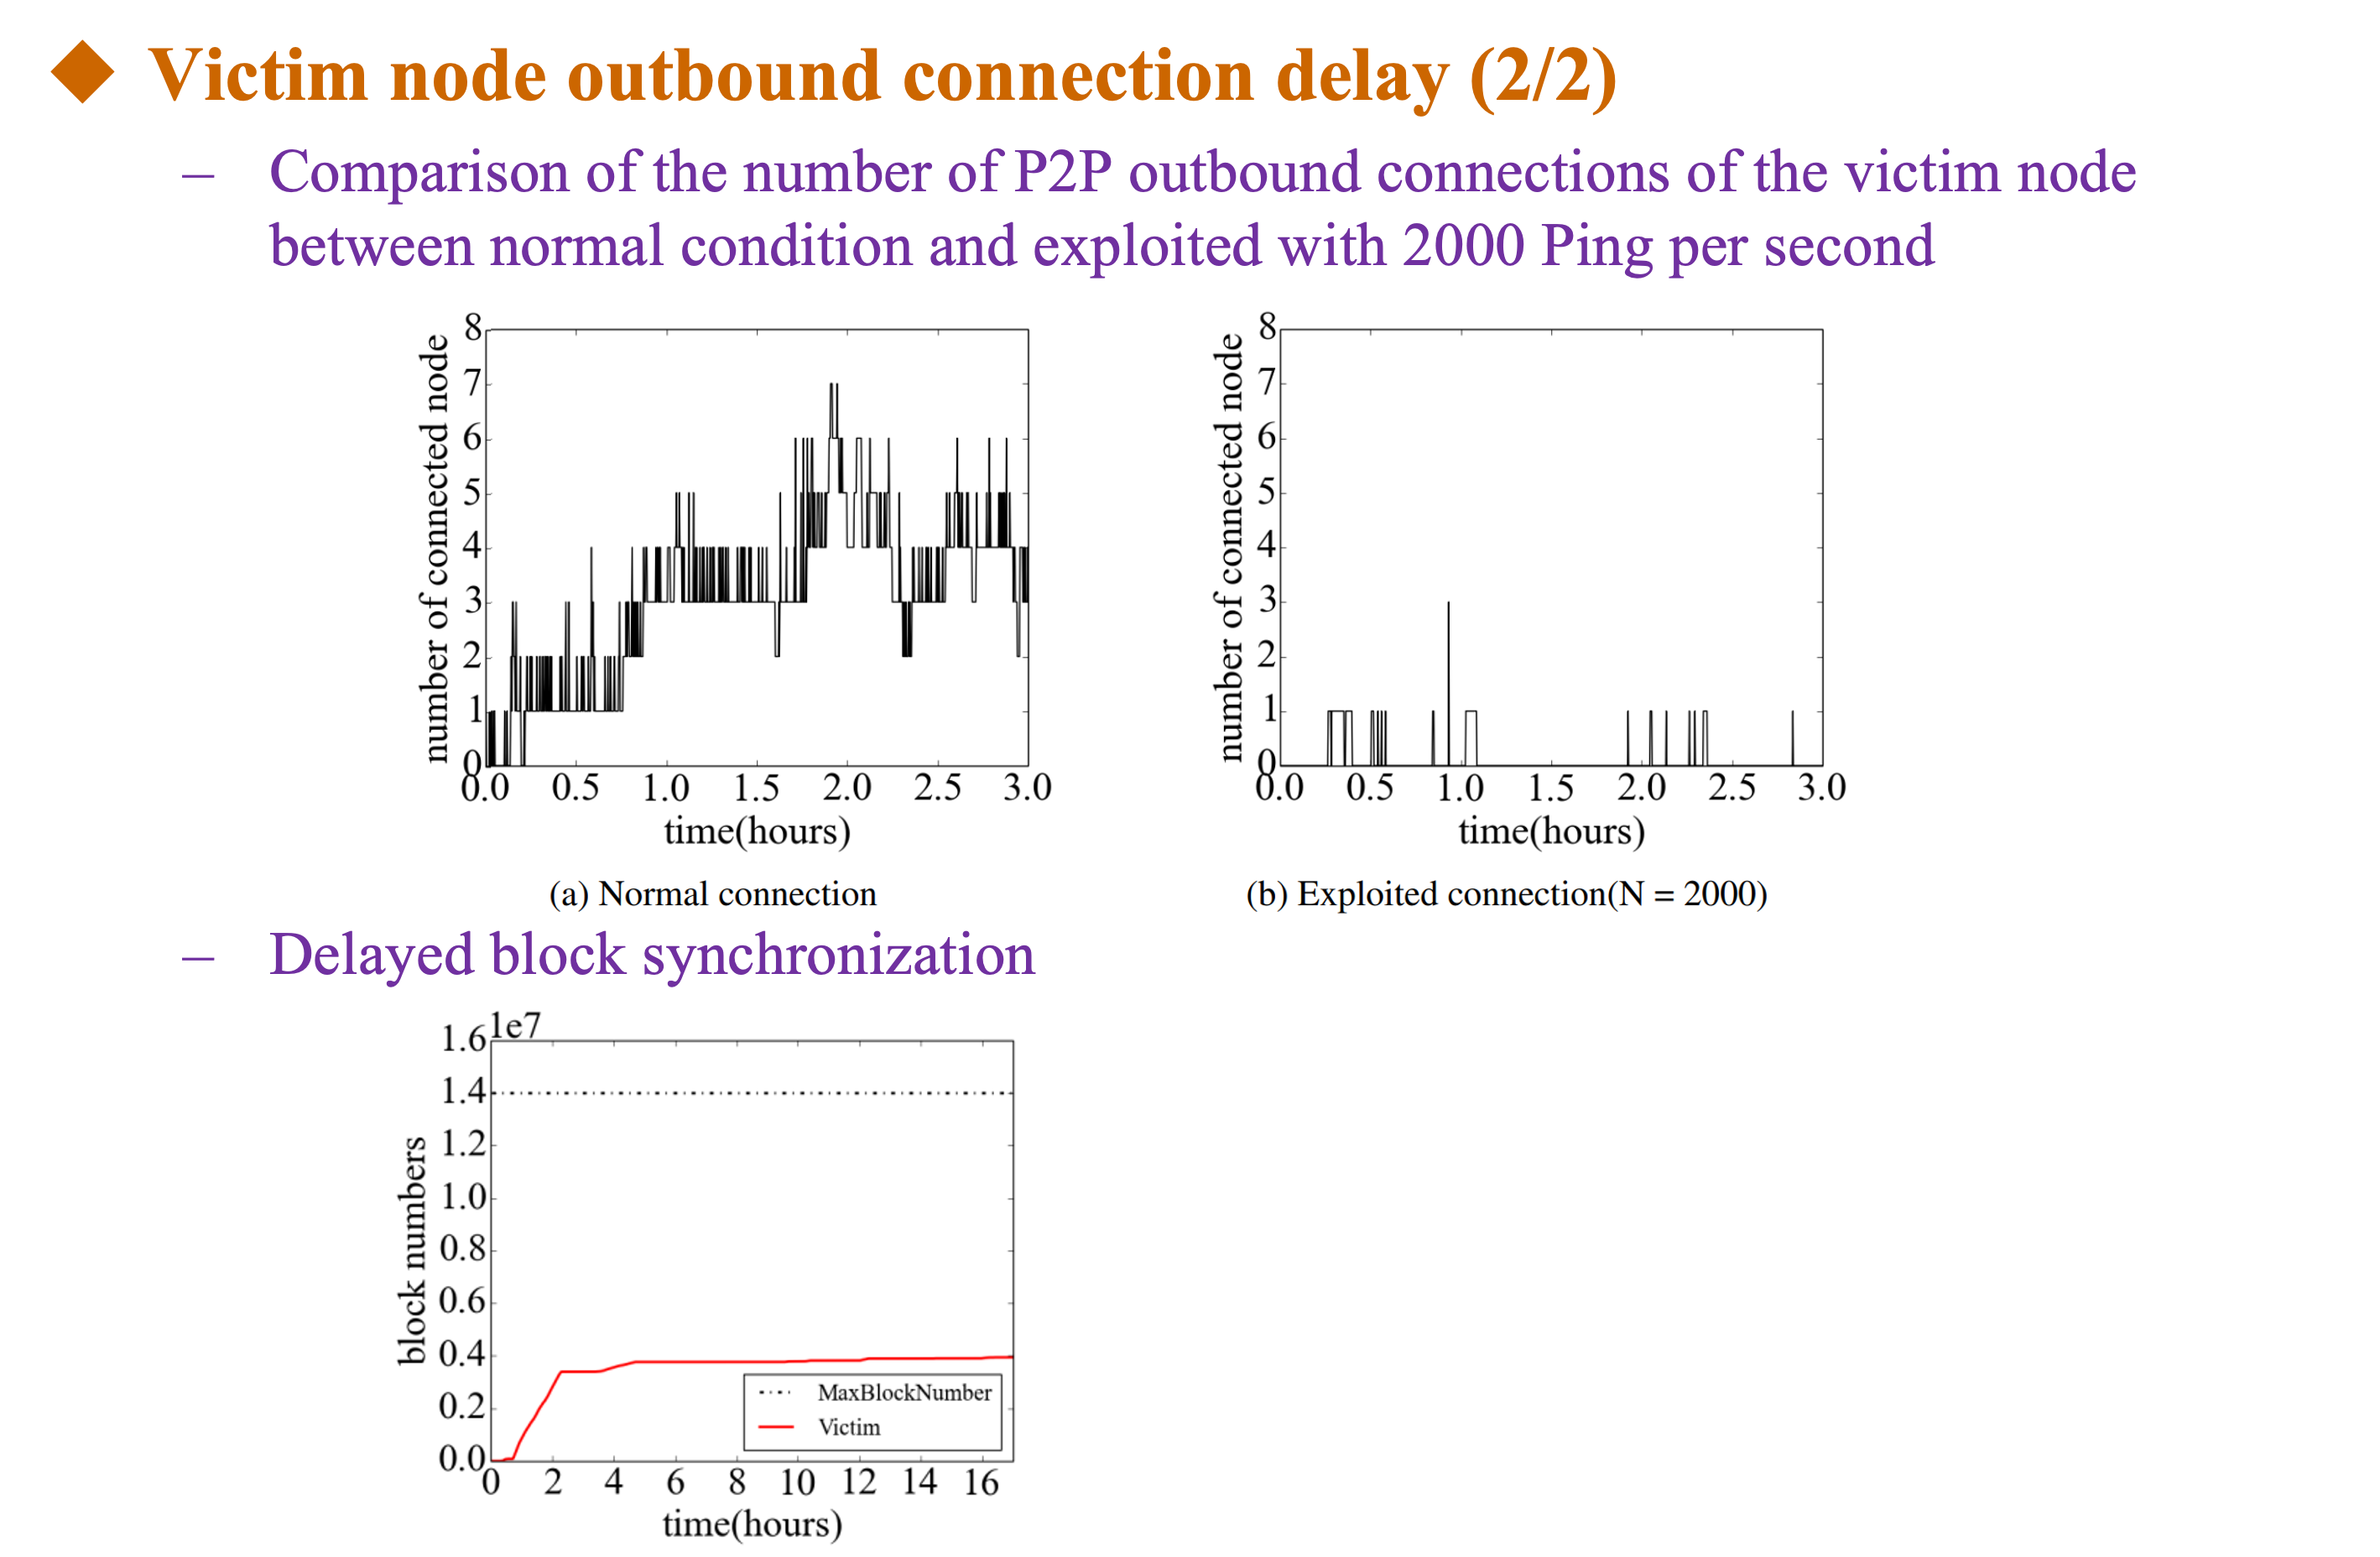 Victim node outbound connection delay (2/2)
– Comparison of the number of P2P outbound connections of the victim node
between normal condition and exploited with 2000 Ping per second
number of connected node
8
7
6
5
4
3
2
1
0
0.0 0.5 1.0 1.5 2.0 2.5 3.0
time(hours)
(a) Normal connection
number of connected node
8
7
6
5
4
3
2
1
0
0.0 0.5 1.0 1.5 2.0 2.5 3.0
time(hours)
(b) Exploited connection(N = 2000)
– Delayed block synchronization
1e7
block numbers
1.6
1.4
1.2
1.0
0.8
0.6
0.4
0.2
0.0
MaxBlockNumber
Victim
0 2 4 6 8 10 12 14 16
time(hours)